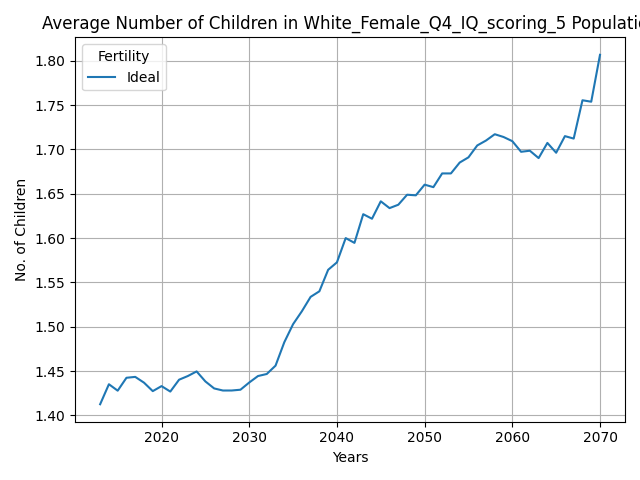 Average Number of Children in White_Female_Q4_IQ_scoring_5 Populatio
Fertility
Ideal
1.80
1.75
1.70
1.65
1.60
1.55
1.50
1.45
1.40
No. of Children
2020 2030 2040 2050 2060 2070
Years